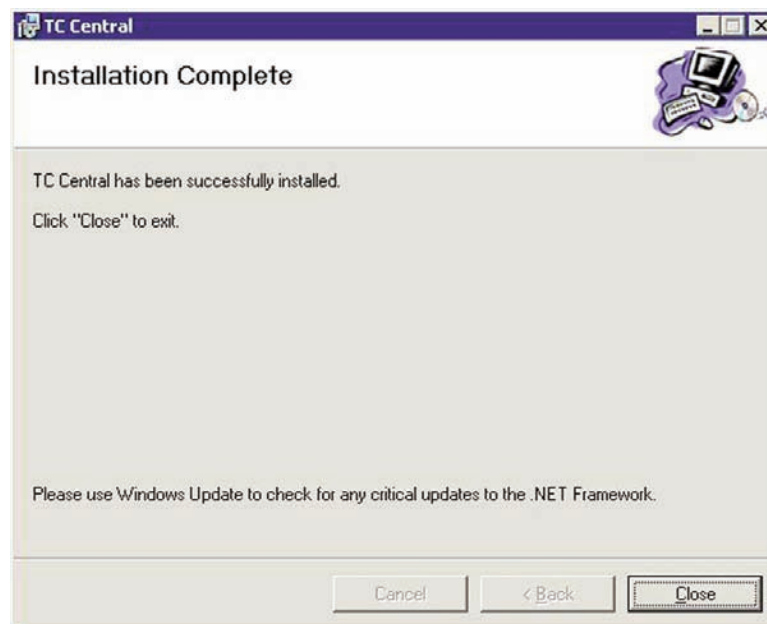 TC Central
Installation Complete
TC Central has been successfully installed.
Click "Close" to exit.
Please use Windows Update to check for any critical updates to the .NET Framework.
Cancel
< Back
Close